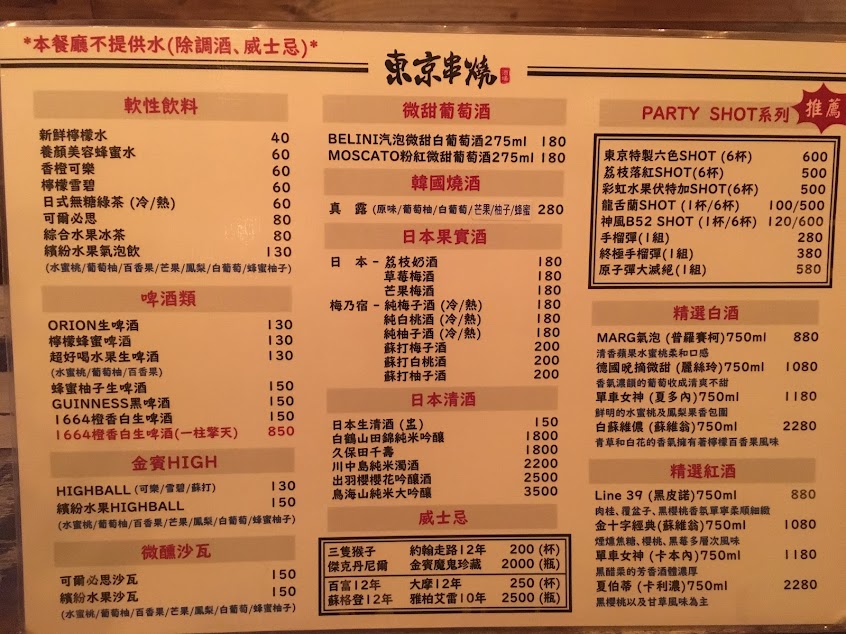 *本餐廳不提供水(除調酒、威士忌)*
東京串燒
軟性飲料
新鮮檸檬水 40
養顏美容蜂蜜水 60
香橙可樂 60
檸檬雪碧 60
日式無糖綠茶 (冷/熱) 60
可爾必思 80
綜合水果冰茶 80
繽紛水果氣泡飲 130
(水蜜桃/葡萄柚/百香果/芒果/鳳梨/白葡萄/蜂蜜柚子)
啤酒類
ORION生啤酒 130
檸檬蜂蜜啤酒 130
超好喝水果生啤酒 130
(水蜜桃/葡萄柚/百香果)
蜂蜜柚子生啤酒 150
GUINNESS黑啤酒 150
1664橙香白生啤酒 150
1664橙香白生啤酒(一柱擎天) 850
金賓HIGH
HIGHBALL (可樂/雪碧/蘇打) 130
繽紛水果HIGHBALL 150
(水蜜桃/葡萄柚/百香果/芒果/鳳梨/白葡萄/蜂蜜柚子)
微醺沙瓦
可爾必思沙瓦 150
繽紛水果沙瓦 150
(水蜜桃/葡萄柚/百香果/芒果/鳳梨/白葡萄/蜂蜜柚子)
微甜葡萄酒
BELINI汽泡微甜白葡萄酒275ml 180
MOSCATO粉紅微甜葡萄酒275ml 180
韓國燒酒
真 露 (原味/葡萄柚/白葡萄/芒果/柚子/蜂蜜 280
日本果實酒
日 本 - 荔枝奶酒 180
草莓梅酒 180
芒果梅酒 180
梅乃宿 - 純梅子酒 (冷/熱) 180
純白桃酒 (冷/熱) 180
純柚子酒 (冷/熱) 180
蘇打梅子酒 200
蘇打白桃酒 200
蘇打柚子酒 200
日本清酒
日本生清酒 (盅) 150
白鶴山田錦純米吟釀 1800
久保田千壽 1800
川中島純米濁酒 2200
出羽櫻櫻花吟釀酒 2500
鳥海山純米大吟釀 3500
威士忌
三隻猴子 約翰走路12年 200 (杯)
傑克丹尼爾 金賓魔鬼珍藏 2000 (瓶)
百富12年 大摩12年 250 (杯)
蘇格登12年 雅柏艾雷10年 2500 (瓶)
PARTY SHOT系列 推薦
東京特製六色SHOT (6杯) 600
荔枝落紅SHOT(6杯) 500
彩虹水果伏特加SHOT(6杯) 500
龍舌蘭SHOT (1杯/6杯) 100/500
神風B52 SHOT (1杯/6杯) 120/600
手榴彈(1組) 280
終極手榴彈(1組) 380
原子彈大滅絕(1組) 580
精選白酒
MARG氣泡 (普羅賽柯)750ml 880
清香蘋果水蜜桃柔和口感
德國晚摘微甜 (麗絲玲)750ml 1080
香氣濃韻的葡萄收成清爽不甜
單車女神 (夏多內)750ml 1180
鮮明的水蜜桃及鳳梨果香包圍
白蘇維儂 (蘇維翁)750ml 2280
青草和白花的香氣擁有著檸檬百香果風味
精選紅酒
Line 39 (黑皮諾)750ml 880
肉桂、覆盆子、黑櫻桃香氣單寧柔順細緻
金十字經典(蘇維翁)750ml 1080
煙燻焦糖、櫻桃、黑莓多層次風味
單車女神 (卡本內)750ml 1180
黑醋栗的芳香酒體濃厚
夏伯蒂 (卡利濃)750ml 2280
黑櫻桃以及甘草風味為主